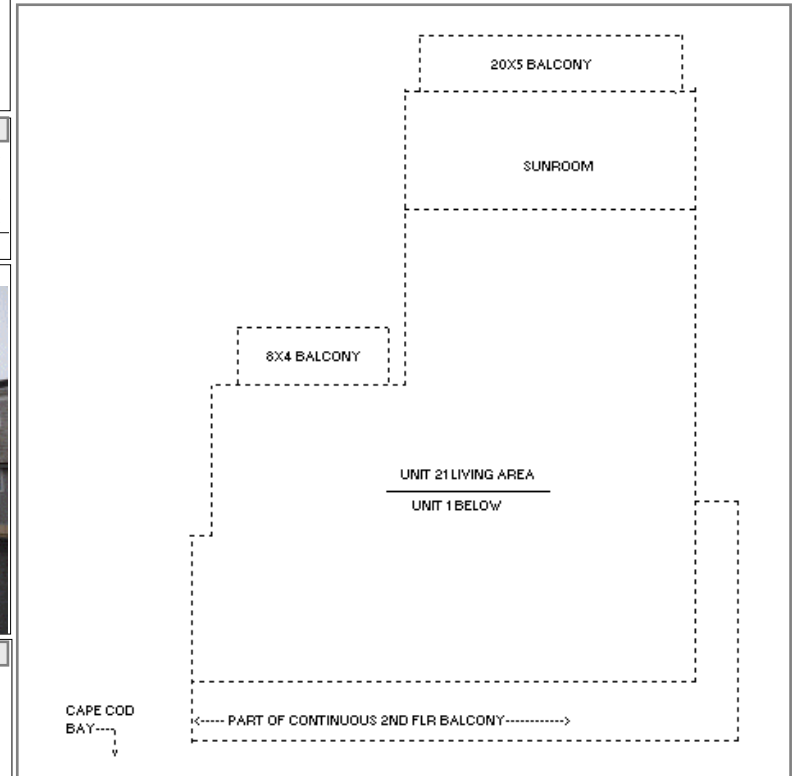 20X5 BALCONY
SUNROOM
8X4 BALCONY
UNIT 21 LIVING AREA
UNIT 1 BELOW
CAPE COD
BAY----
<----- PART OF CONTINUOUS 2ND FLR BALCONY------------>